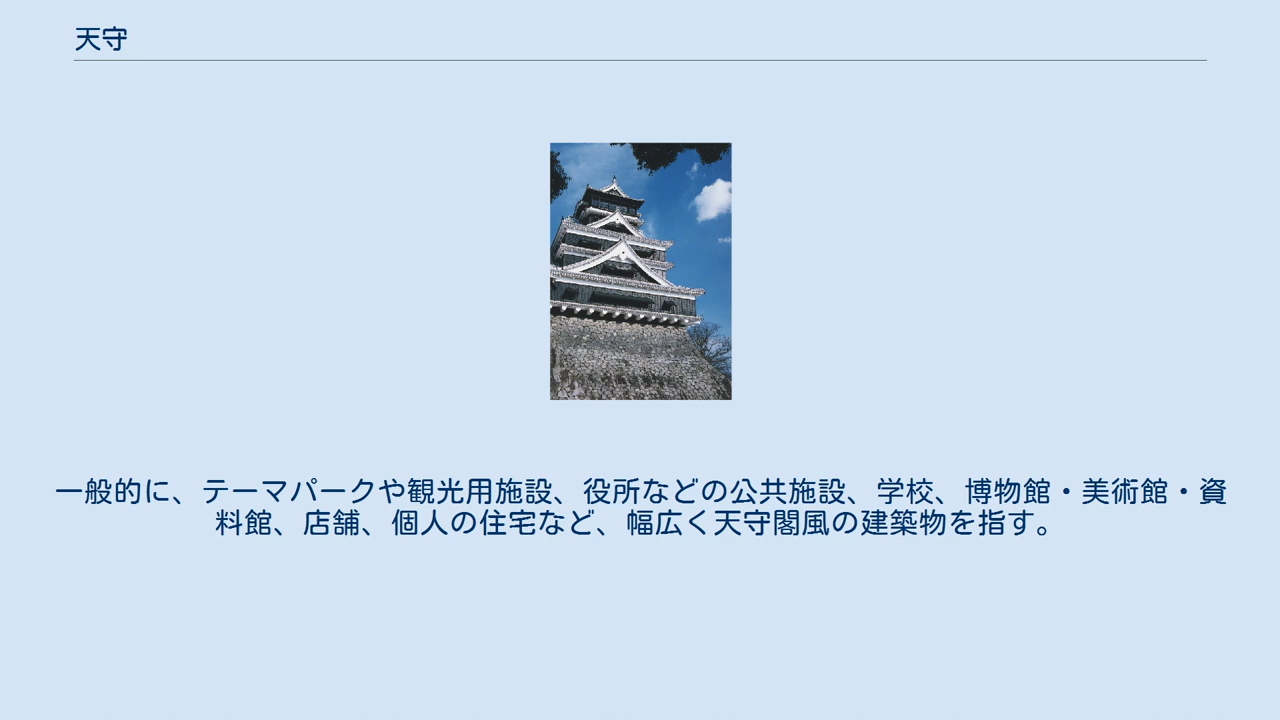 天守
一般的に、テーマパークや観光用施設、役所などの公共施設、学校、博物館・美術館・資
料館、店舗、個人の住宅など、幅広く天守閣風の建築物を指す。